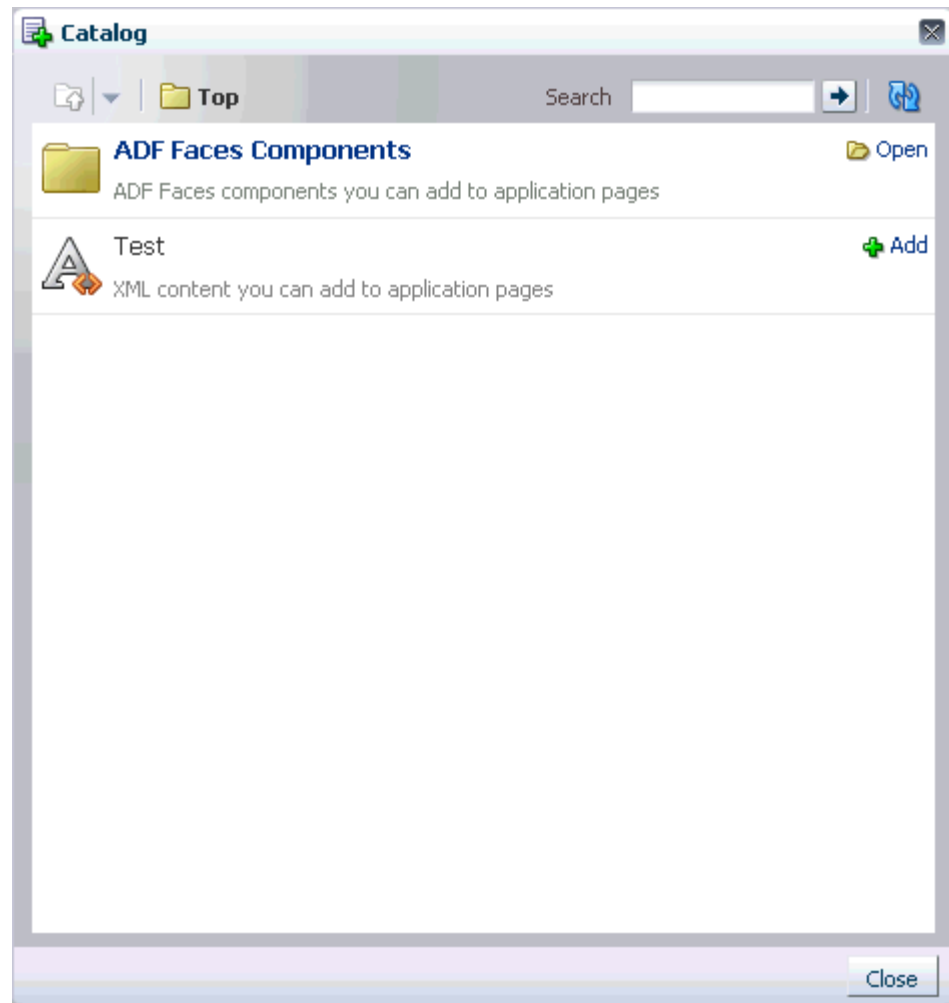 Catalog
Top
Search
ADF Faces Components
Open
ADF Faces components you can add to application pages
Test
Add
XML content you can add to application pages
Close